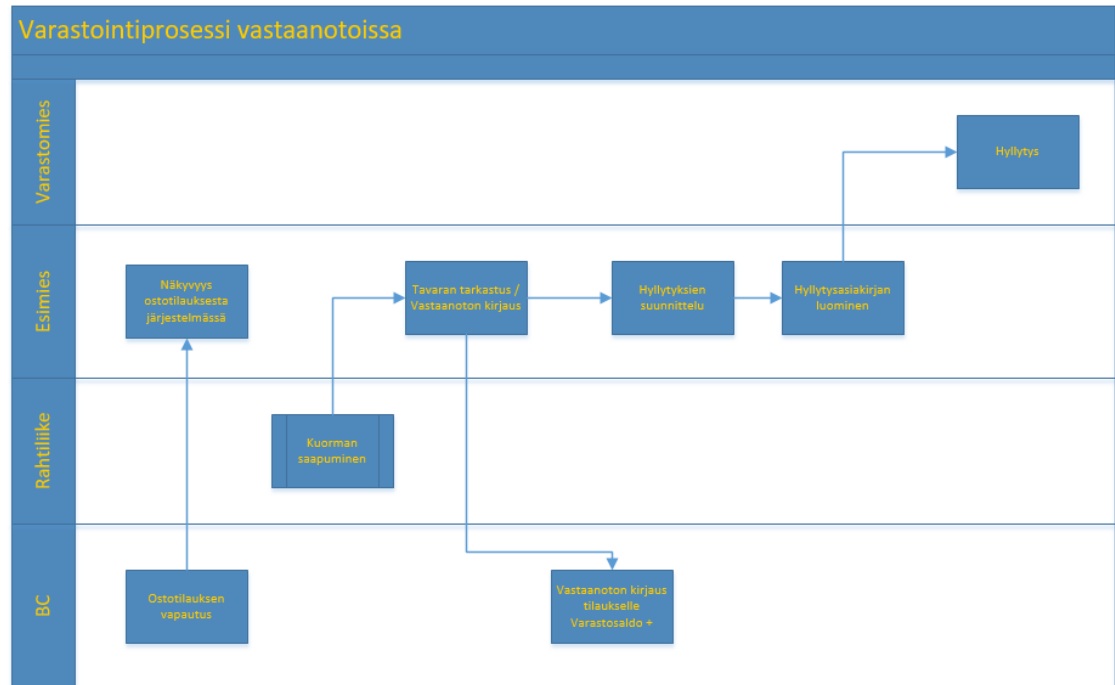 Varastointiprosessi vastaanotoissa
Varastomies
Hyllytys
Esimies
Näkyvyys
ostotilauksesta
järjestelmässä
Tavaran tarkastus /
Vastaanoton kirjaus
Hyllytyksien
suunnittelu
Hyllytysasiakirjan
luominen
Rahtiliike
Kuorman
saapuminen
BC
Ostotilauksen
vapautus
Vastaanoton kirjaus
tilaukselle
Varastosaldo +